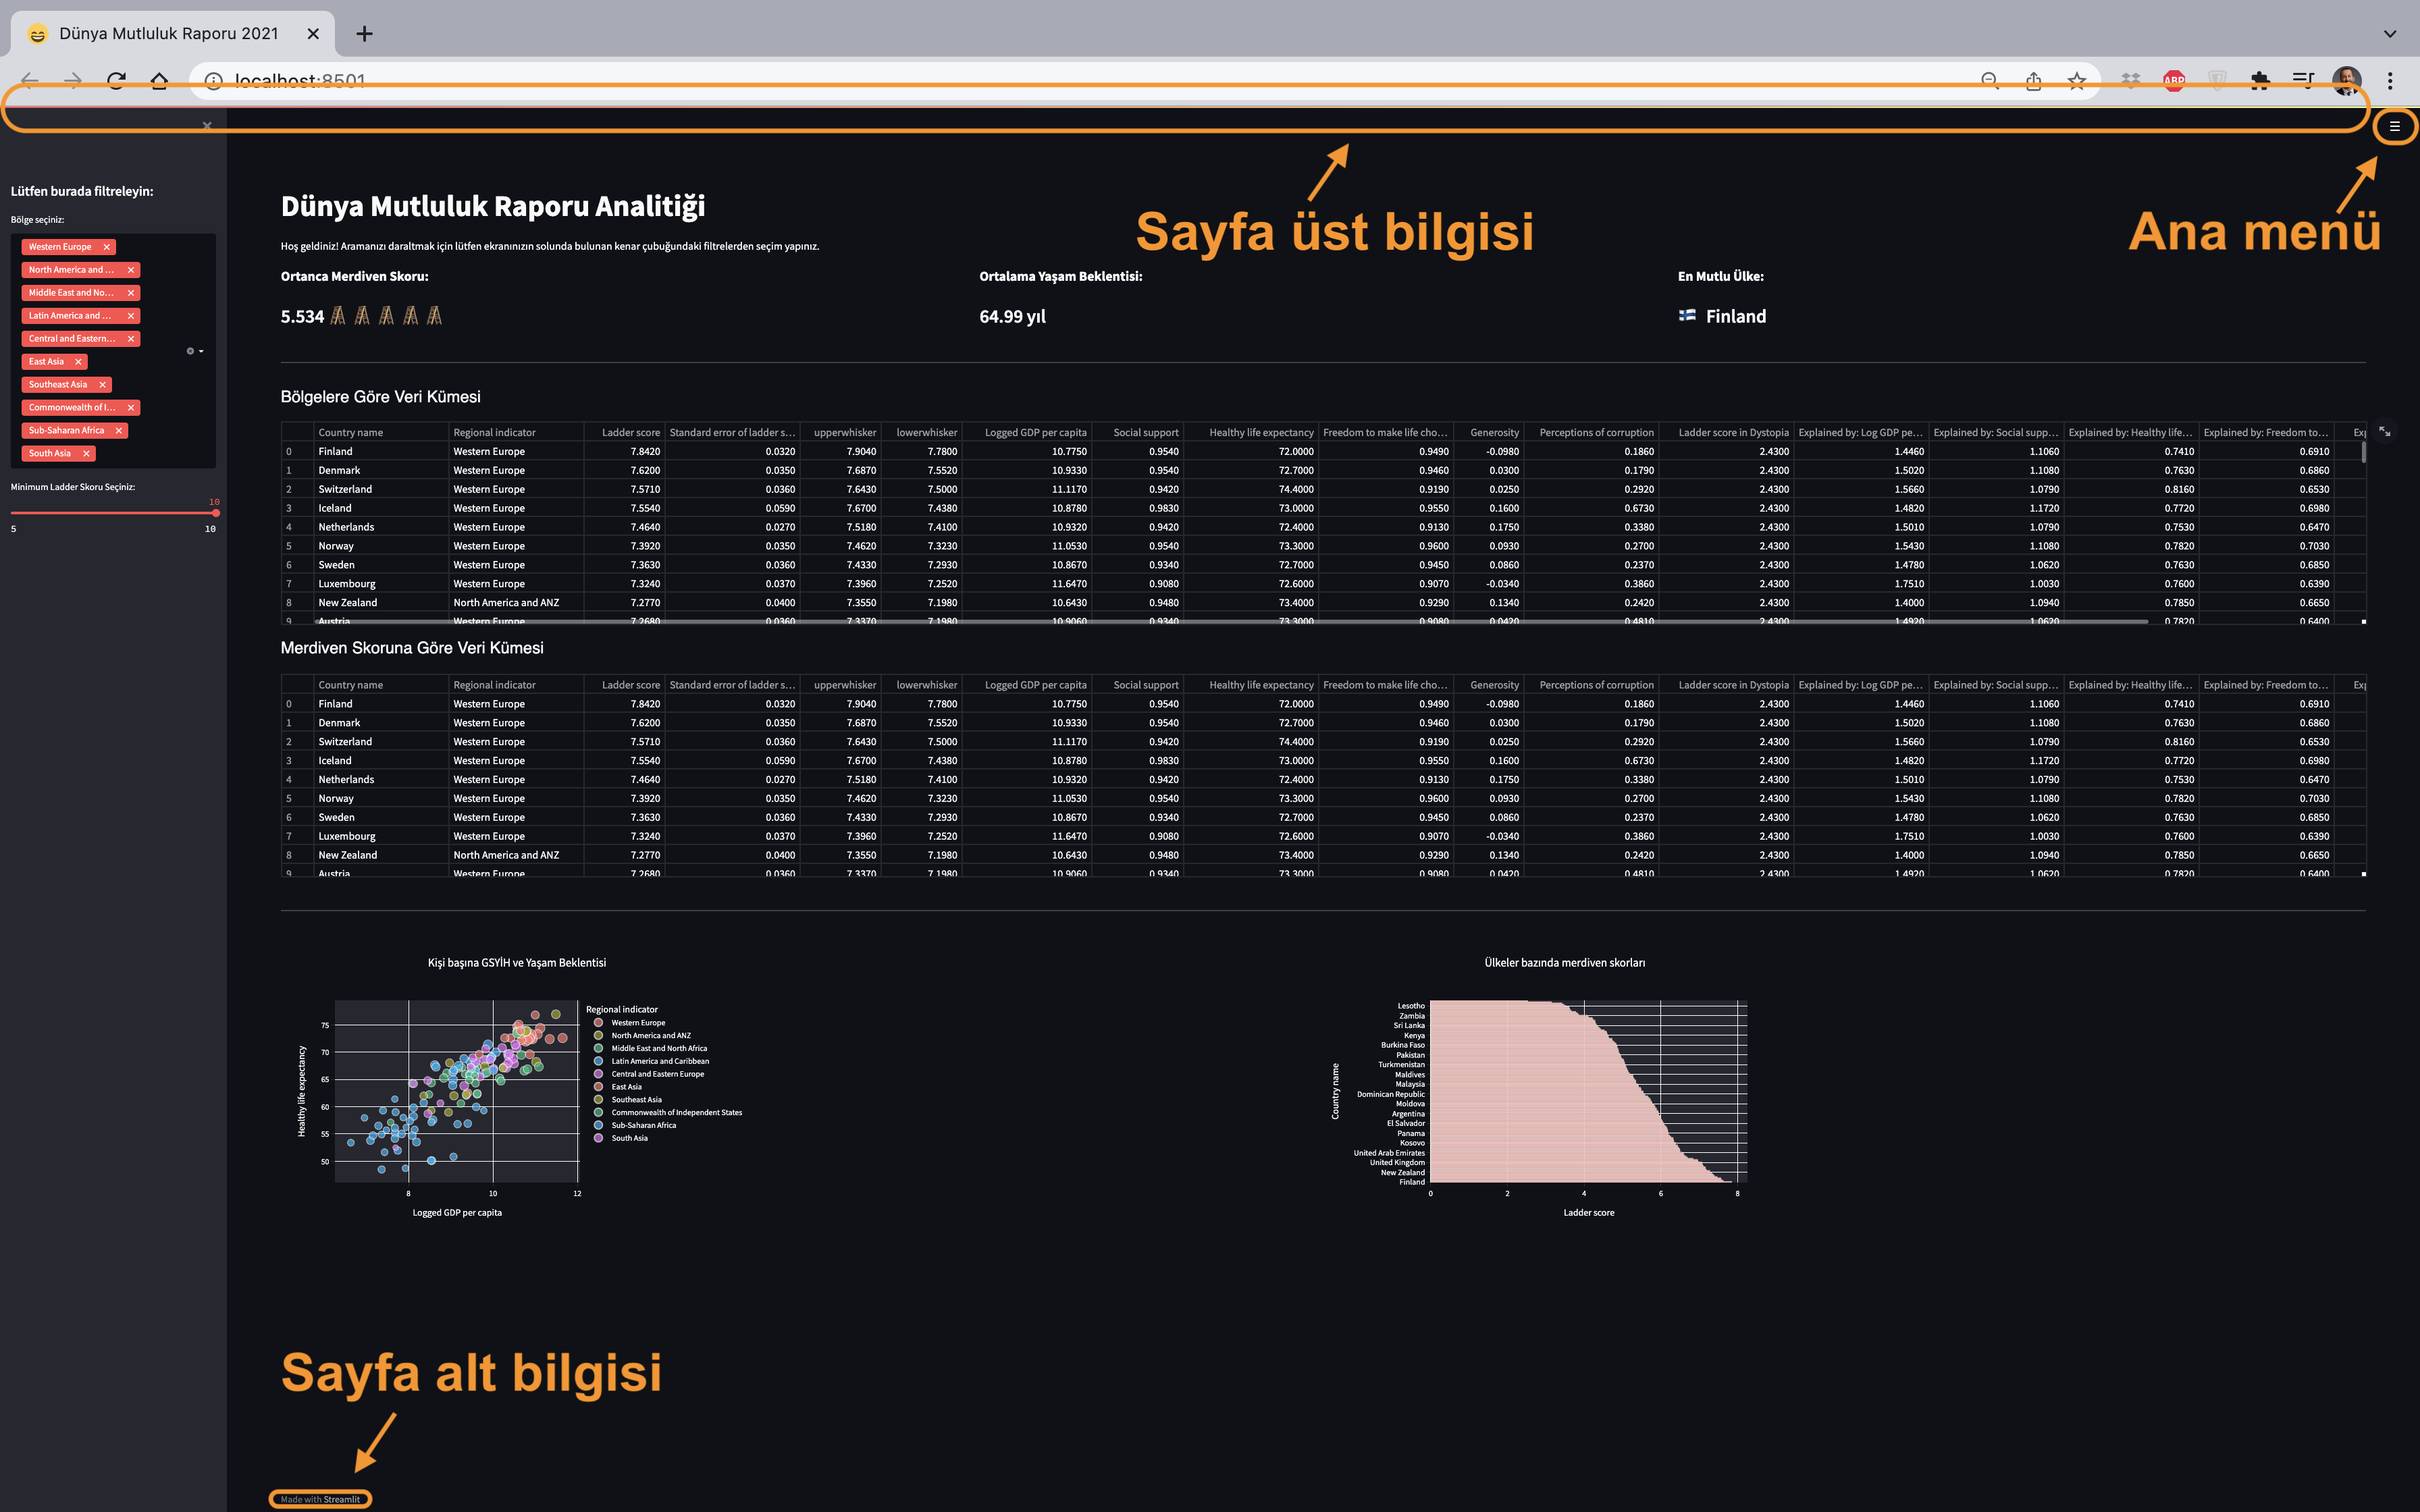 Dünya Mutluluk Raporu 2021
localhost:8501
ABP
Sayfa üst bilgisi
Ana menü
Lütfen burada filtreleyin:
Bölge seçiniz:
Western Europe
North America and ...
Middle East and No...
Latin America and ...
Central and Eastern...
East Asia
Southeast Asia
Commonwealth of I...
Sub-Saharan Africa
South Asia
Minimum Ladder Skoru Seçiniz:
10
5 10
Dünya Mutluluk Raporu Analitiği
Hoş geldiniz! Aramanızı daraltmak için lütfen ekranınızın solunda bulunan kenar çubuğundaki filtrelerden seçim yapınız.
Ortanca Merdiven Skoru: Ortalama Yaşam Beklentisi: En Mutlu Ülke:
5.534 64.99 yıl Finland
Bölgelere Göre Veri Kümesi
Country name Regional indicator Ladder score Standard error of ladder s... upperwhisker lowerwhisker Logged GDP per capita Social support Healthy life expectancy Freedom to make life cho... Generosity Perceptions of corruption Ladder score in Dystopia Explained by: Log GDP pe... Explained by: Social supp... Explained by: Healthy life... Explained by: Freedom to... Exp
0 Finland Western Europe 7.8420 0.0320 7.9040 7.7800 10.7750 0.9540 72.0000 0.9490 -0.0980 0.1860 2.4300 1.4460 1.1060 0.7410 0.6910
1 Denmark Western Europe 7.6200 0.0350 7.6870 7.5520 10.9330 0.9540 72.7000 0.9460 0.0300 0.1790 2.4300 1.5020 1.1080 0.7630 0.6860
2 Switzerland Western Europe 7.5710 0.0360 7.6430 7.5000 11.1170 0.9420 74.4000 0.9190 0.0250 0.2920 2.4300 1.5660 1.0790 0.8160 0.6530
3 Iceland Western Europe 7.5540 0.0590 7.6700 7.4380 10.8780 0.9830 73.0000 0.9550 0.1600 0.6730 2.4300 1.4820 1.1720 0.7720 0.6980
4 Netherlands Western Europe 7.4640 0.0270 7.5180 7.4100 10.9320 0.9420 72.4000 0.9130 0.1750 0.3380 2.4300 1.5010 1.0790 0.7530 0.6470
5 Norway Western Europe 7.3920 0.0350 7.4620 7.3230 11.0530 0.9540 73.3000 0.9600 0.0930 0.2700 2.4300 1.5430 1.1080 0.7820 0.7030
6 Sweden Western Europe 7.3630 0.0360 7.4330 7.2930 10.8670 0.9340 72.7000 0.9450 0.0860 0.2370 2.4300 1.4780 1.0620 0.7630 0.6850
7 Luxembourg Western Europe 7.3240 0.0370 7.3960 7.2520 11.6470 0.9080 72.6000 0.9070 -0.0340 0.3860 2.4300 1.7510 1.0030 0.7600 0.6390
8 New Zealand North America and ANZ 7.2770 0.0400 7.3550 7.1980 10.6430 0.9480 73.4000 0.9290 0.1340 0.2420 2.4300 1.4000 1.0940 0.7850 0.6650
9 Austria Western Europe 7.2680 0.0360 7.3370 7.1980 10.9060 0.9340 73.3000 0.9080 0.0420 0.4810 2.4300 1.4920 1.0620 0.7820 0.6400
Merdiven Skoruna Göre Veri Kümesi
Country name Regional indicator Ladder score Standard error of ladder s... upperwhisker lowerwhisker Logged GDP per capita Social support Healthy life expectancy Freedom to make life cho... Generosity Perceptions of corruption Ladder score in Dystopia Explained by: Log GDP pe... Explained by: Social supp... Explained by: Healthy life... Explained by: Freedom to... Exp
0 Finland Western Europe 7.8420 0.0320 7.9040 7.7800 10.7750 0.9540 72.0000 0.9490 -0.0980 0.1860 2.4300 1.4460 1.1060 0.7410 0.6910
1 Denmark Western Europe 7.6200 0.0350 7.6870 7.5520 10.9330 0.9540 72.7000 0.9460 0.0300 0.1790 2.4300 1.5020 1.1080 0.7630 0.6860
2 Switzerland Western Europe 7.5710 0.0360 7.6430 7.5000 11.1170 0.9420 74.4000 0.9190 0.0250 0.2920 2.4300 1.5660 1.0790 0.8160 0.6530
3 Iceland Western Europe 7.5540 0.0590 7.6700 7.4380 10.8780 0.9830 73.0000 0.9550 0.1600 0.6730 2.4300 1.4820 1.1720 0.7720 0.6980
4 Netherlands Western Europe 7.4640 0.0270 7.5180 7.4100 10.9320 0.9420 72.4000 0.9130 0.1750 0.3380 2.4300 1.5010 1.0790 0.7530 0.6470
5 Norway Western Europe 7.3920 0.0350 7.4620 7.3230 11.0530 0.9540 73.3000 0.9600 0.0930 0.2700 2.4300 1.5430 1.1080 0.7820 0.7030
6 Sweden Western Europe 7.3630 0.0360 7.4330 7.2930 10.8670 0.9340 72.7000 0.9450 0.0860 0.2370 2.4300 1.4780 1.0620 0.7630 0.6850
7 Luxembourg Western Europe 7.3240 0.0370 7.3960 7.2520 11.6470 0.9080 72.6000 0.9070 -0.0340 0.3860 2.4300 1.7510 1.0030 0.7600 0.6390
8 New Zealand North America and ANZ 7.2770 0.0400 7.3550 7.1980 10.6430 0.9480 73.4000 0.9290 0.1340 0.2420 2.4300 1.4000 1.0940 0.7850 0.6650
9 Austria Western Europe 7.2680 0.0360 7.3370 7.1980 10.9060 0.9340 73.3000 0.9080 0.0420 0.4810 2.4300 1.4920 1.0620 0.7820 0.6400
Kişi başına GSYİH ve Yaşam Beklentisi
Healthy life expectancy
75
70
65
60
55
50
8 10 12
Logged GDP per capita
Regional indicator
Western Europe
North America and ANZ
Middle East and North Africa
Latin America and Caribbean
Central and Eastern Europe
East Asia
Southeast Asia
Commonwealth of Independent States
Sub-Saharan Africa
South Asia
Ülkeler bazında merdiven skorları
Country name
Lesotho
Zambia
Sri Lanka
Kenya
Burkina Faso
Pakistan
Turkmenistan
Maldives
Malaysia
Dominican Republic
Moldova
Argentina
El Salvador
Panama
Kosovo
United Arab Emirates
United Kingdom
New Zealand
Finland
0 2 4 6 8
Ladder score
Sayfa alt bilgisi
Made with Streamlit